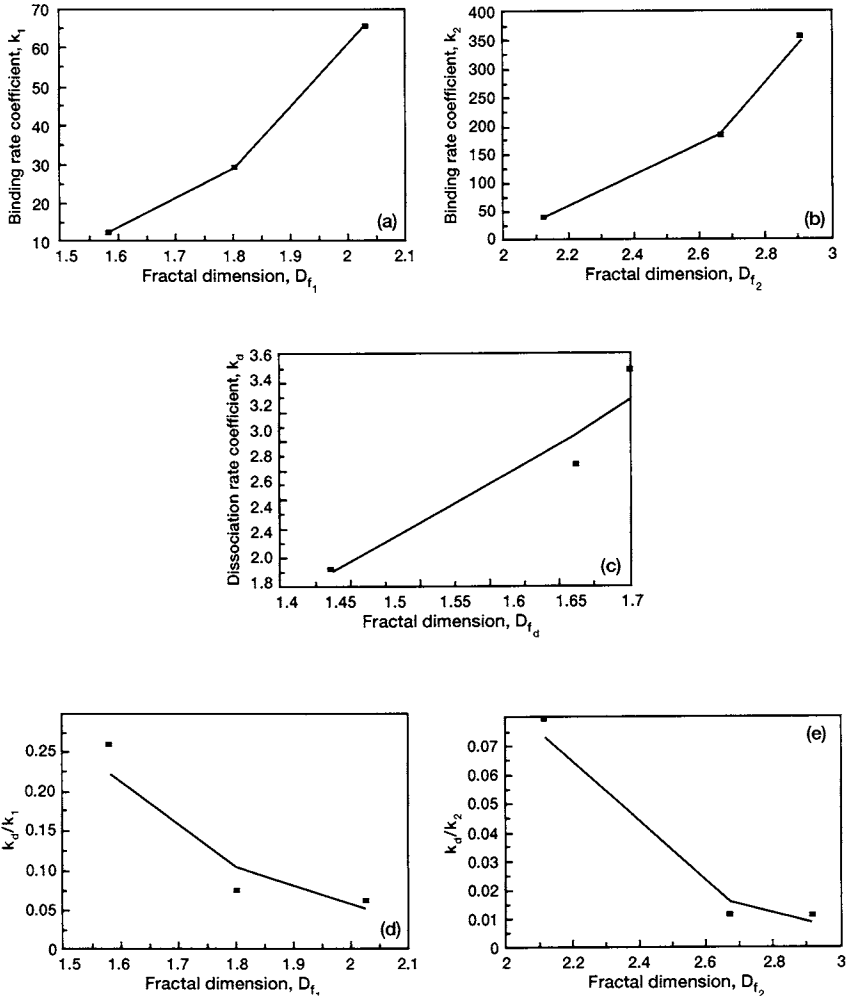 70
60
50
40
30
20
10
Binding rate coefficient, k1
1.5 1.6 1.7 1.8 1.9 2 2.1
Fractal dimension, Df1
(a)
400
350
300
250
200
150
100
50
0
Binding rate coefficient, k2
2 2.2 2.4 2.6 2.8 3
Fractal dimension, Df2
(b)
3.6
3.4
3.2
3.0
2.8
2.6
2.4
2.4
2.0
1.8
Dissociation rate coefficient, kd
1.4 1.45 1.5 1.55 1.6 1.65 1.7
Fractal dimension, Dfd
(c)
0.25
0.20
0.15
0.10
0.05
0
kd/k1
1.5 1.6 1.7 1.8 1.9 2 2.1
Fractal dimension, Df1
(d)
0.07
0.06
0.05
0.04
0.03
0.02
0.01
0
kd/k2
2 2.2 2.4 2.6 2.8 3
Fractal dimension, Df2
(e)